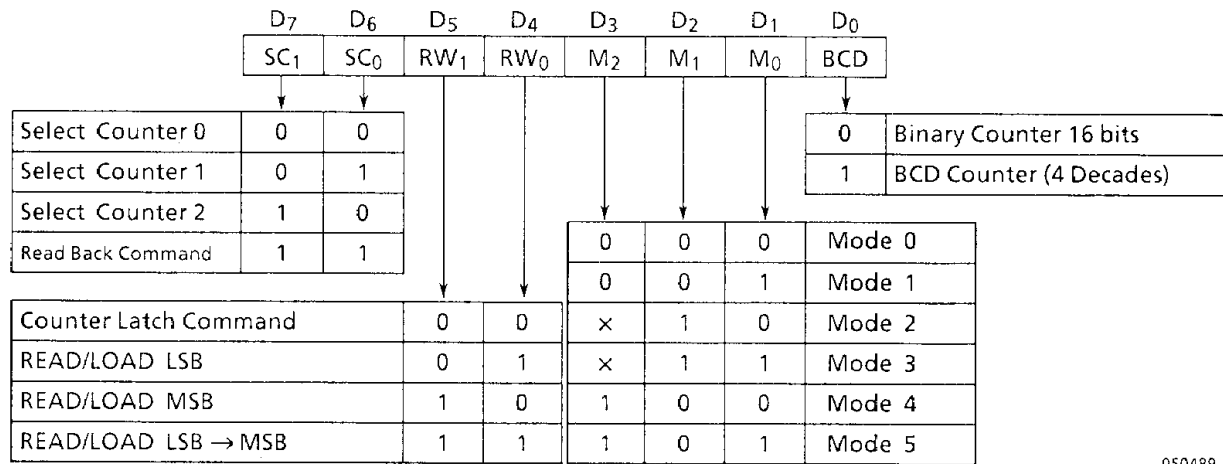 D7 D6 D5 D4 D3 D2 D1 D0
SC1 SC0 RW1 RW0 M2 M1 M0 BCD
Select Counter 0 0 0
Select Counter 1 0 1
Select Counter 2 1 0
Read Back Command 1 1
0 Binary Counter 16 bits
1 BCD Counter (4 Decades)
0 0 0 Mode 0
0 0 1 Mode 1
× 1 0 Mode 2
× 1 1 Mode 3
1 0 0 Mode 4
1 0 1 Mode 5
Counter Latch Command 0 0
READ/LOAD LSB 0 1
READ/LOAD MSB 1 0
READ/LOAD LSB → MSB 1 1
050489